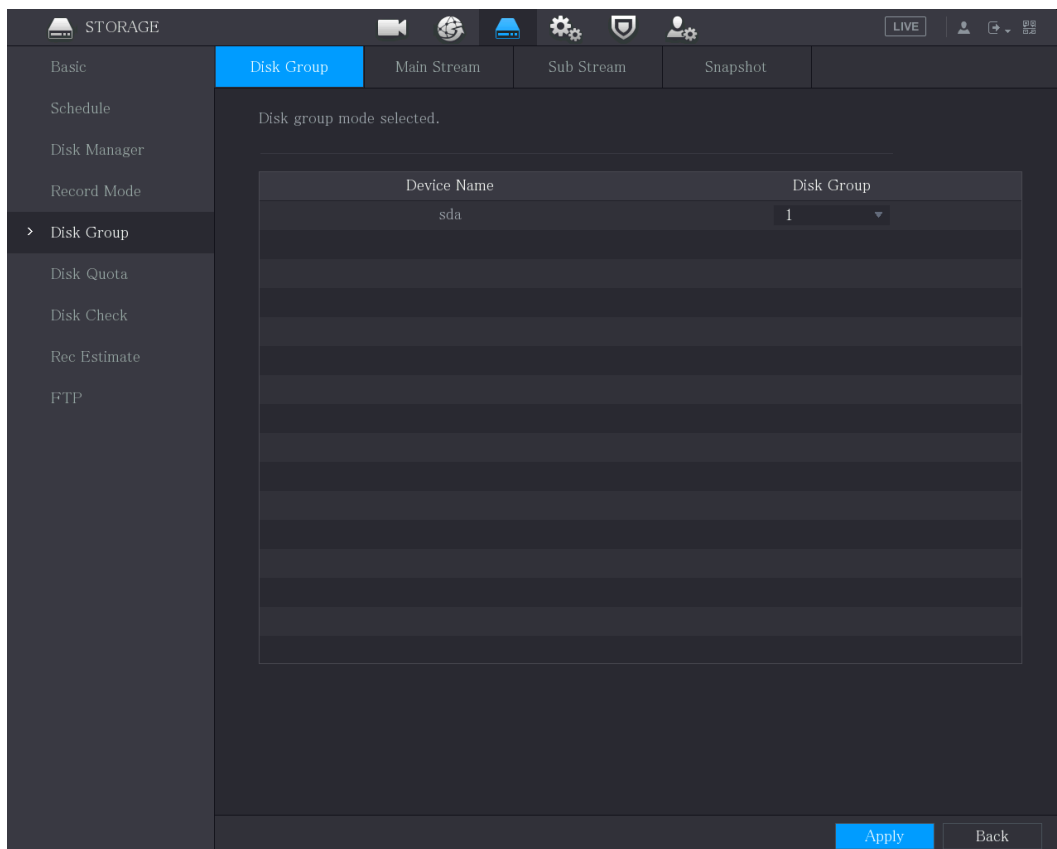 STORAGE
LIVE
Basic
Schedule
Disk Manager
Record Mode
Disk Group
Disk Quota
Disk Check
Rec Estimate
FTP
Disk Group Main Stream Sub Stream Snapshot
Disk group mode selected.
Device Name Disk Group
sda 1
Apply Back